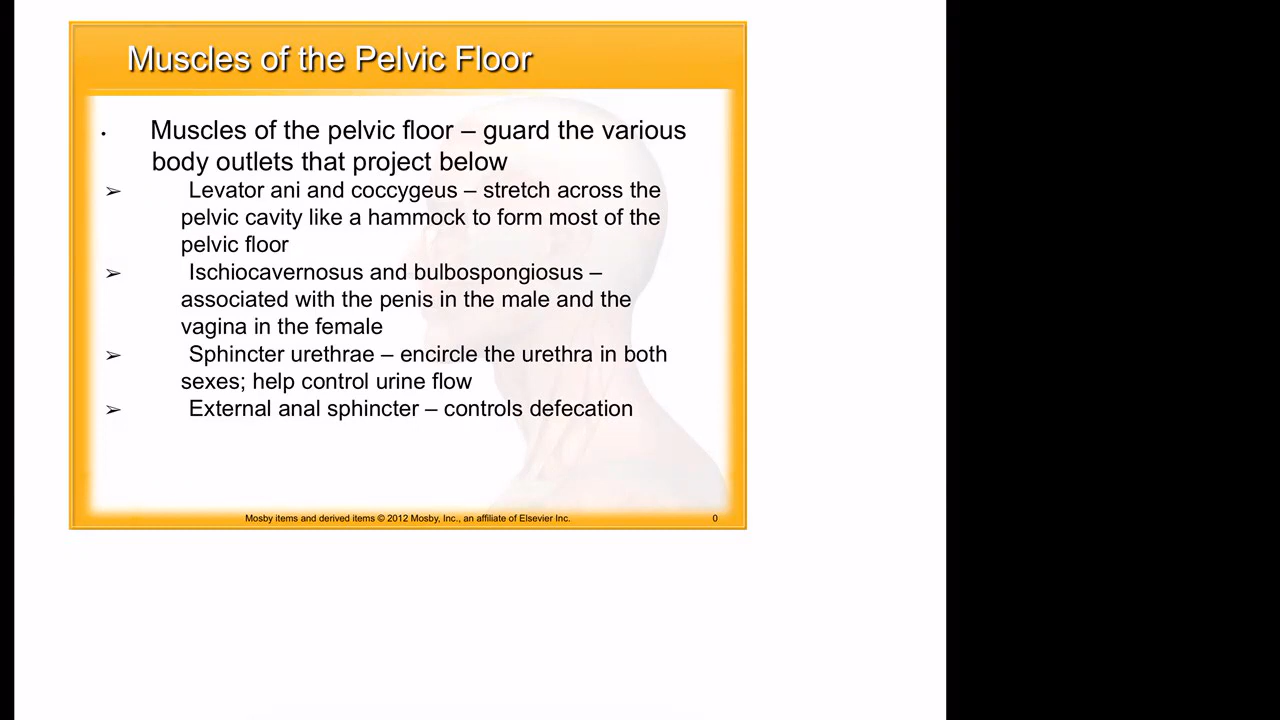 Muscles of the Pelvic Floor
• Muscles of the pelvic floor – guard the various
body outlets that project below
➢ Levator ani and coccygeus – stretch across the
pelvic cavity like a hammock to form most of the
pelvic floor
➢ Ischiocavernosus and bulbospongiosus –
associated with the penis in the male and the
vagina in the female
➢ Sphincter urethrae – encircle the urethra in both
sexes; help control urine flow
➢ External anal sphincter – controls defecation
Mosby items and derived items © 2012 Mosby, Inc., an affiliate of Elsevier Inc. 0